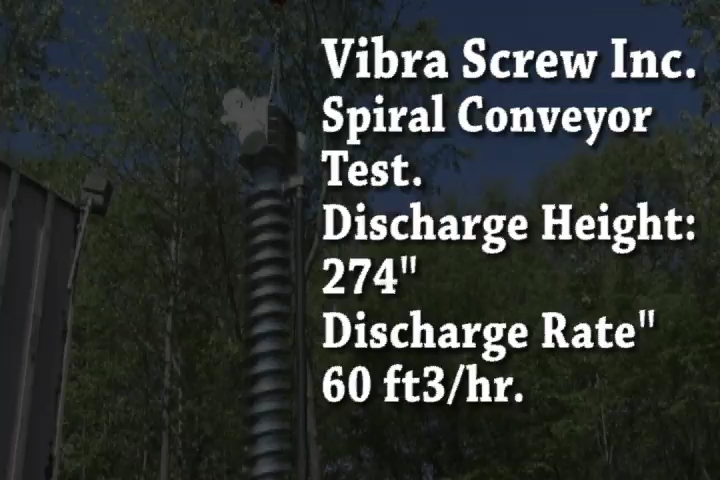 Vibra Screw Inc.
Spiral Conveyor
Test.
Discharge Height:
274"
Discharge Rate"
60 ft3/hr.